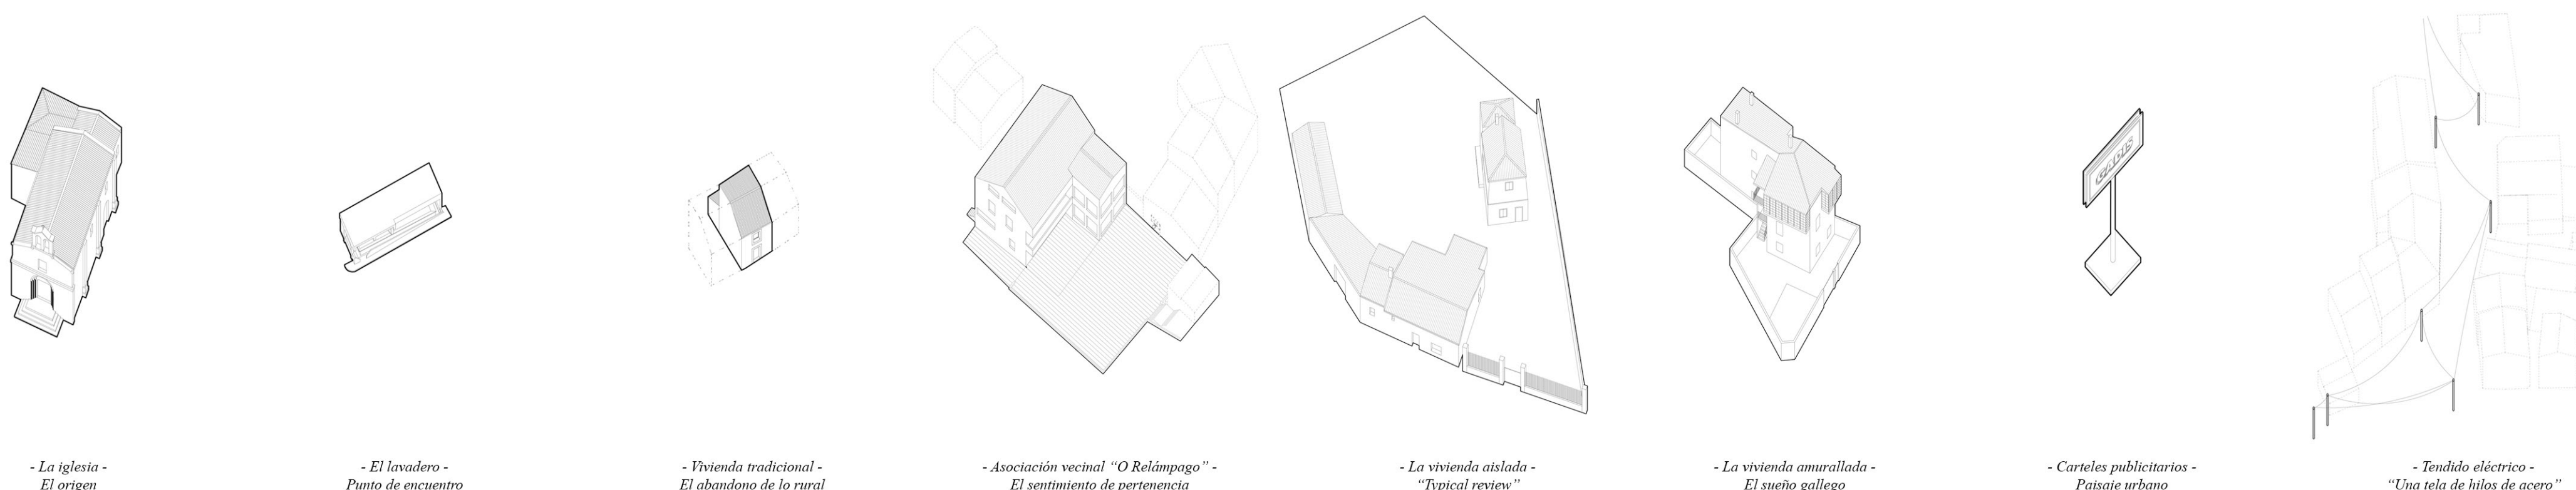 GADIS
- La iglesia -
El origen
- El lavadero -
Punto de encuentro
- Vivienda tradicional -
El abandono de lo rural
- Asociación vecinal “O Relámpago” -
El sentimiento de pertenencia
- La vivienda aislada -
“Typical review”
- La vivienda amurallada -
El sueño gallego
- Carteles publicitarios -
Paisaje urbano
- Tendido eléctrico -
“Una tela de hilos de acero”